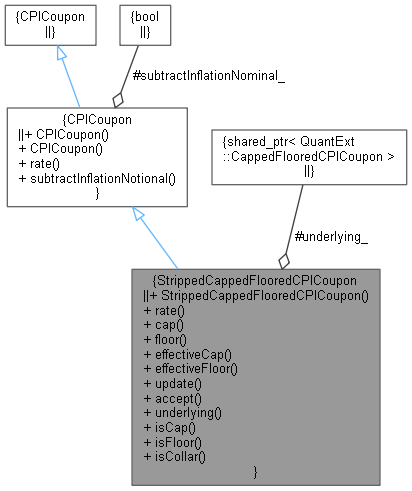 {CPICoupon
||}
{bool
||}
#subtractInflationNominal_
{CPICoupon
||+ CPICoupon()
+ CPICoupon()
+ rate()
+ subtractInflationNotional()
}
{shared_ptr< QuantExt
::CappedFlooredCPICoupon >
||}
#underlying_
{StrippedCappedFlooredCPICoupon
||+ StrippedCappedFlooredCPICoupon()
+ rate()
+ cap()
+ floor()
+ effectiveCap()
+ effectiveFloor()
+ update()
+ accept()
+ underlying()
+ isCap()
+ isFloor()
+ isCollar()
}